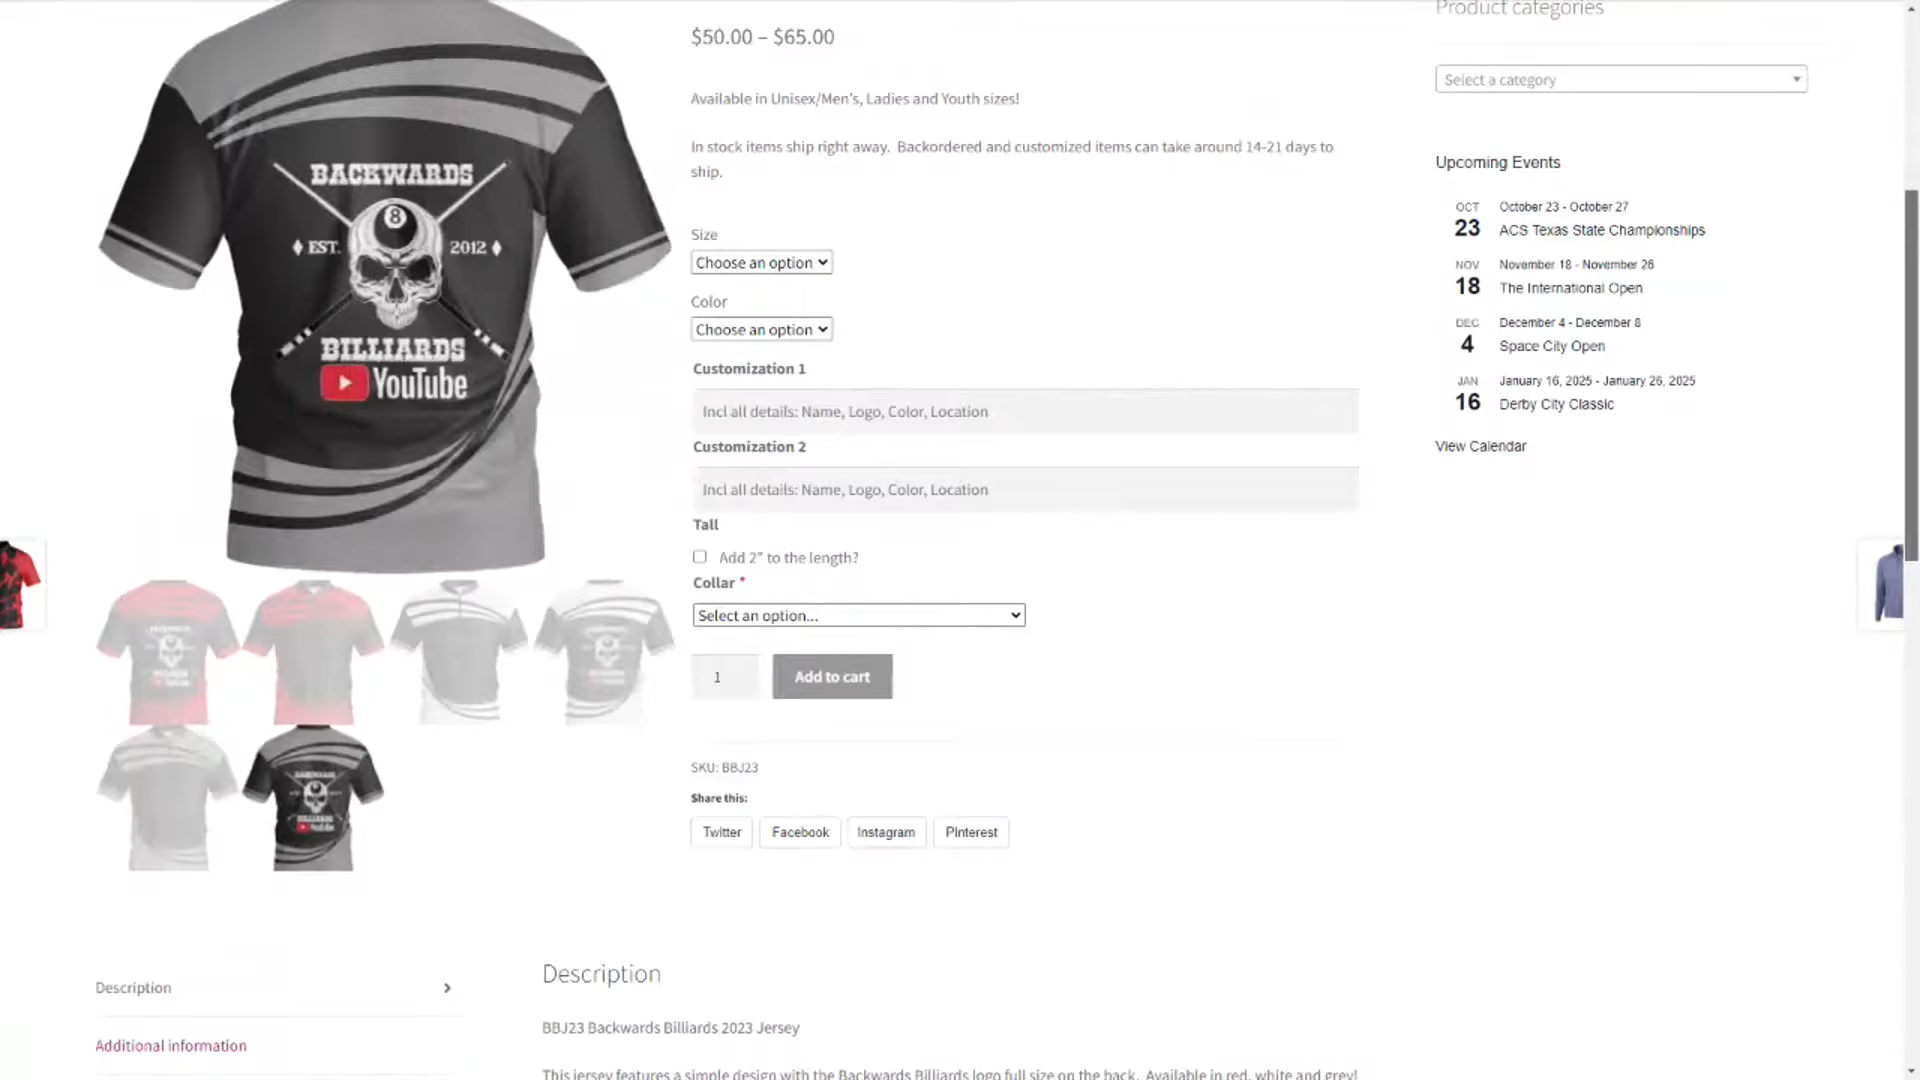 Product categories
$50.00 – $65.00
Select a category
Available in Unisex/Men's, Ladies and Youth sizes!
In stock items ship right away.  Backordered and customized items can take around 14-21 days to
ship.
BACKWARDS
8
EST. 2012
BILLIARDS
YouTube
Size
Choose an option
Color
Choose an option
Customization 1
Incl all details: Name, Logo, Color, Location
Customization 2
Incl all details: Name, Logo, Color, Location
Tall
Add 2" to the length?
Collar *
Select an option...
1
Add to cart
SKU: BBJ23
Share this:
Twitter
Facebook
Instagram
Pinterest
Upcoming Events
OCT
23
October 23 - October 27
ACS Texas State Championships
NOV
18
November 18 - November 26
The International Open
DEC
4
December 4 - December 8
Space City Open
JAN
16
January 16, 2025 - January 26, 2025
Derby City Classic
View Calendar
Description
Additional information
Description
BBJ23 Backwards Billiards 2023 Jersey
This jersey features a simple design with the Backwards Billiards logo full size on the back.  Available in red, white and grey!